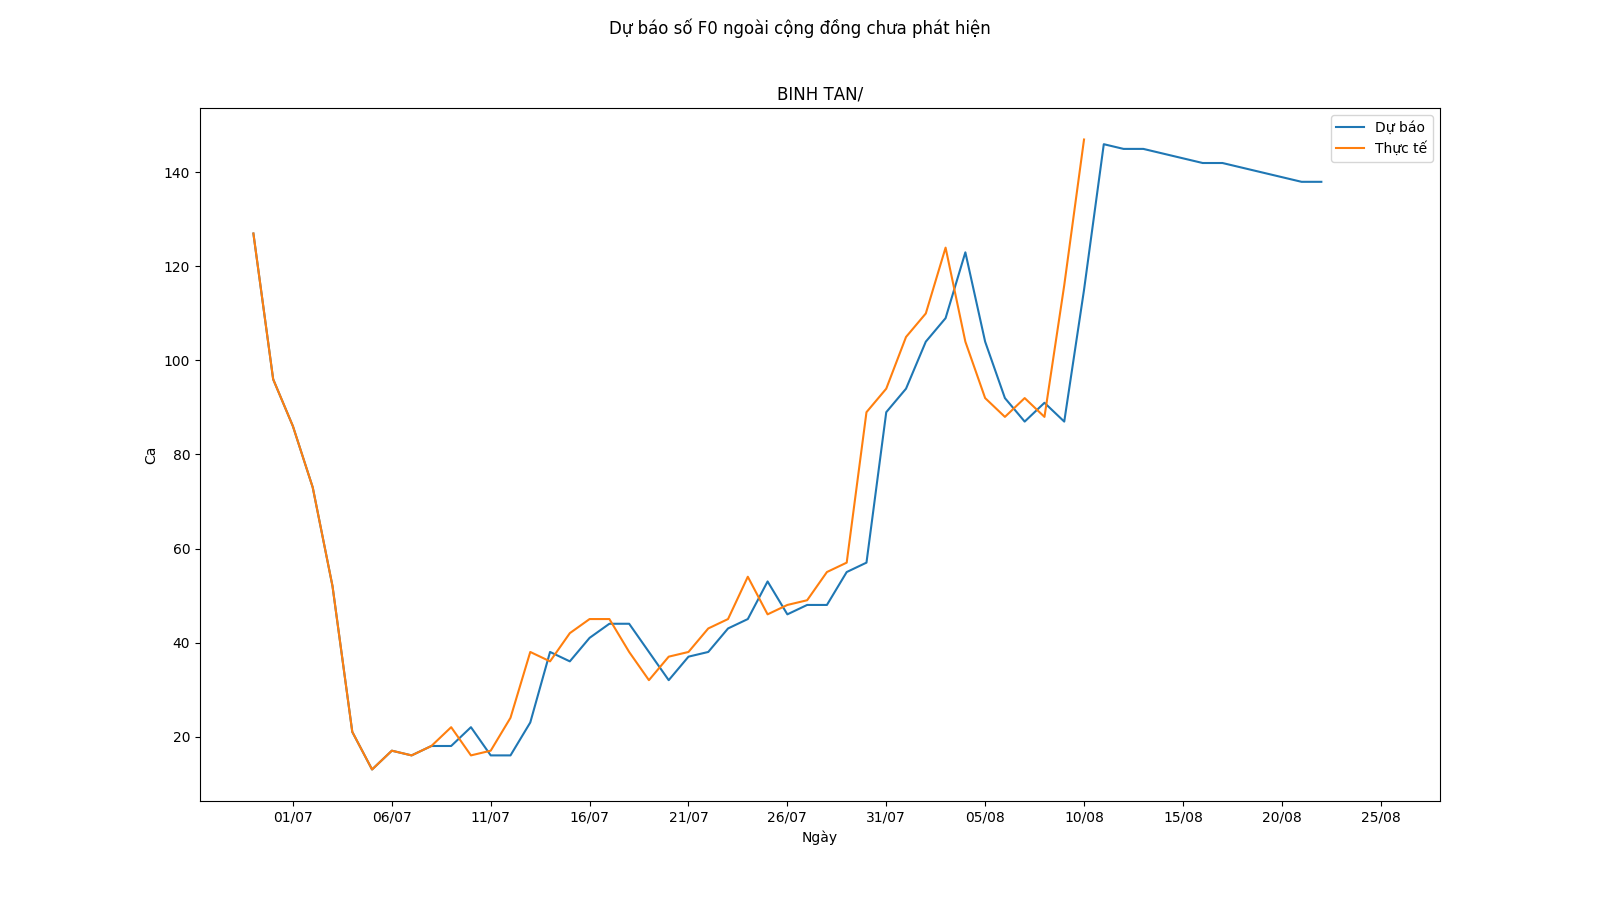 Dự báo số F0 ngoài cộng đồng chưa phát hiện
BINH TAN/
Dự báo
Thực tế
140
120
100
80
60
40
20
Ca
01/07 06/07 11/07 16/07 21/07 26/07 31/07 05/08 10/08 15/08 20/08 25/08
Ngày